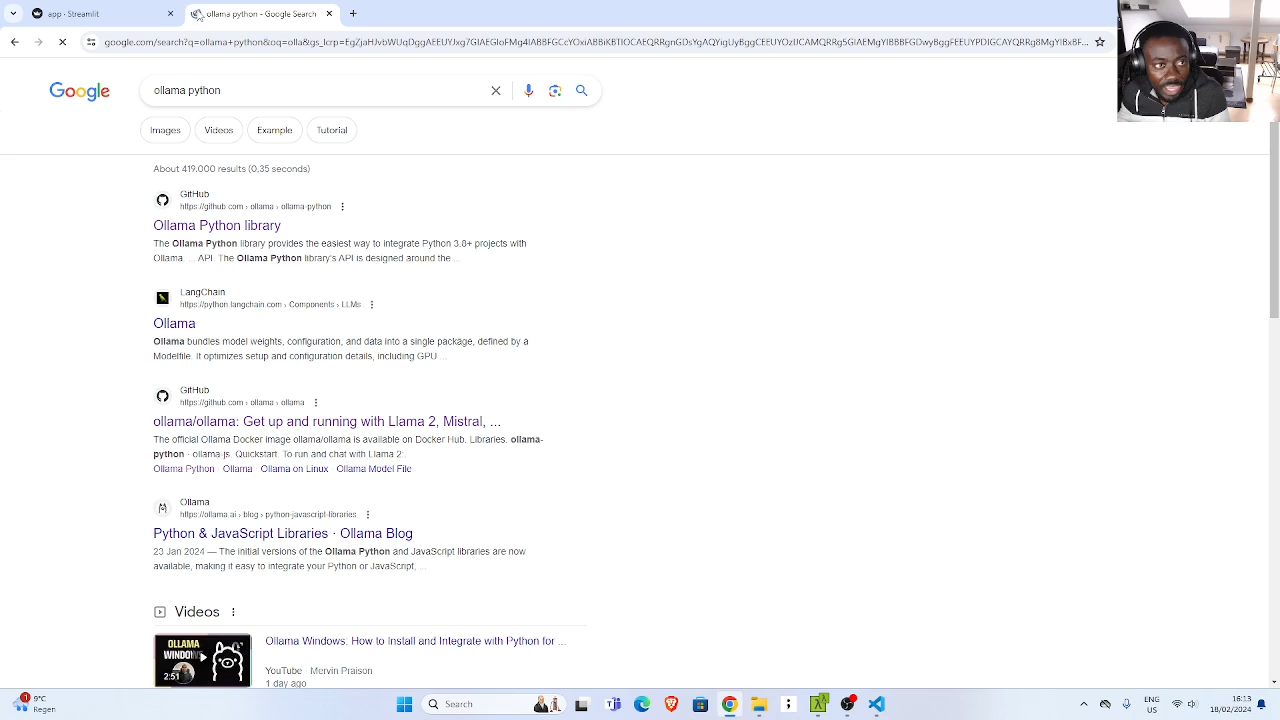 app · Streamlit
ollama python - Google Search
Google
ollama python
Images
Videos
Example
Tutorial
About 419.000 results (0,35 seconds)
GitHub
https://github.com › ollama › ollama-python
Ollama Python library
The Ollama Python library provides the easiest way to integrate Python 3.8+ projects with
Ollama. ... API. The Ollama Python library's API is designed around the ...
LangChain
https://python.langchain.com › Components › LLMs
Ollama
Ollama bundles model weights, configuration, and data into a single package, defined by a
Modelfile. It optimizes setup and configuration details, including GPU ...
GitHub
https://github.com › ollama › ollama
ollama/ollama: Get up and running with Llama 2, Mistral, ...
The official Ollama Docker image ollama/ollama is available on Docker Hub. Libraries. ollama-
python · ollama-js. Quickstart. To run and chat with Llama 2:.
Ollama Python · Ollama · Ollama on Linux · Ollama Model File
Ollama
https://ollama.ai › blog › python-javascript-libraries
Python & JavaScript Libraries · Ollama Blog
23 Jan 2024 — The initial versions of the Ollama Python and JavaScript libraries are now
available, making it easy to integrate your Python or JavaScript, ...
Videos
OLLAMA
WINDOWS
2:51
Ollama Windows: How to Install and Integrate with Python for ...
YouTube · Mervin Praison
1 day ago
1
9°C
Regen
Search
ENG
US
16:13
18/02/2024